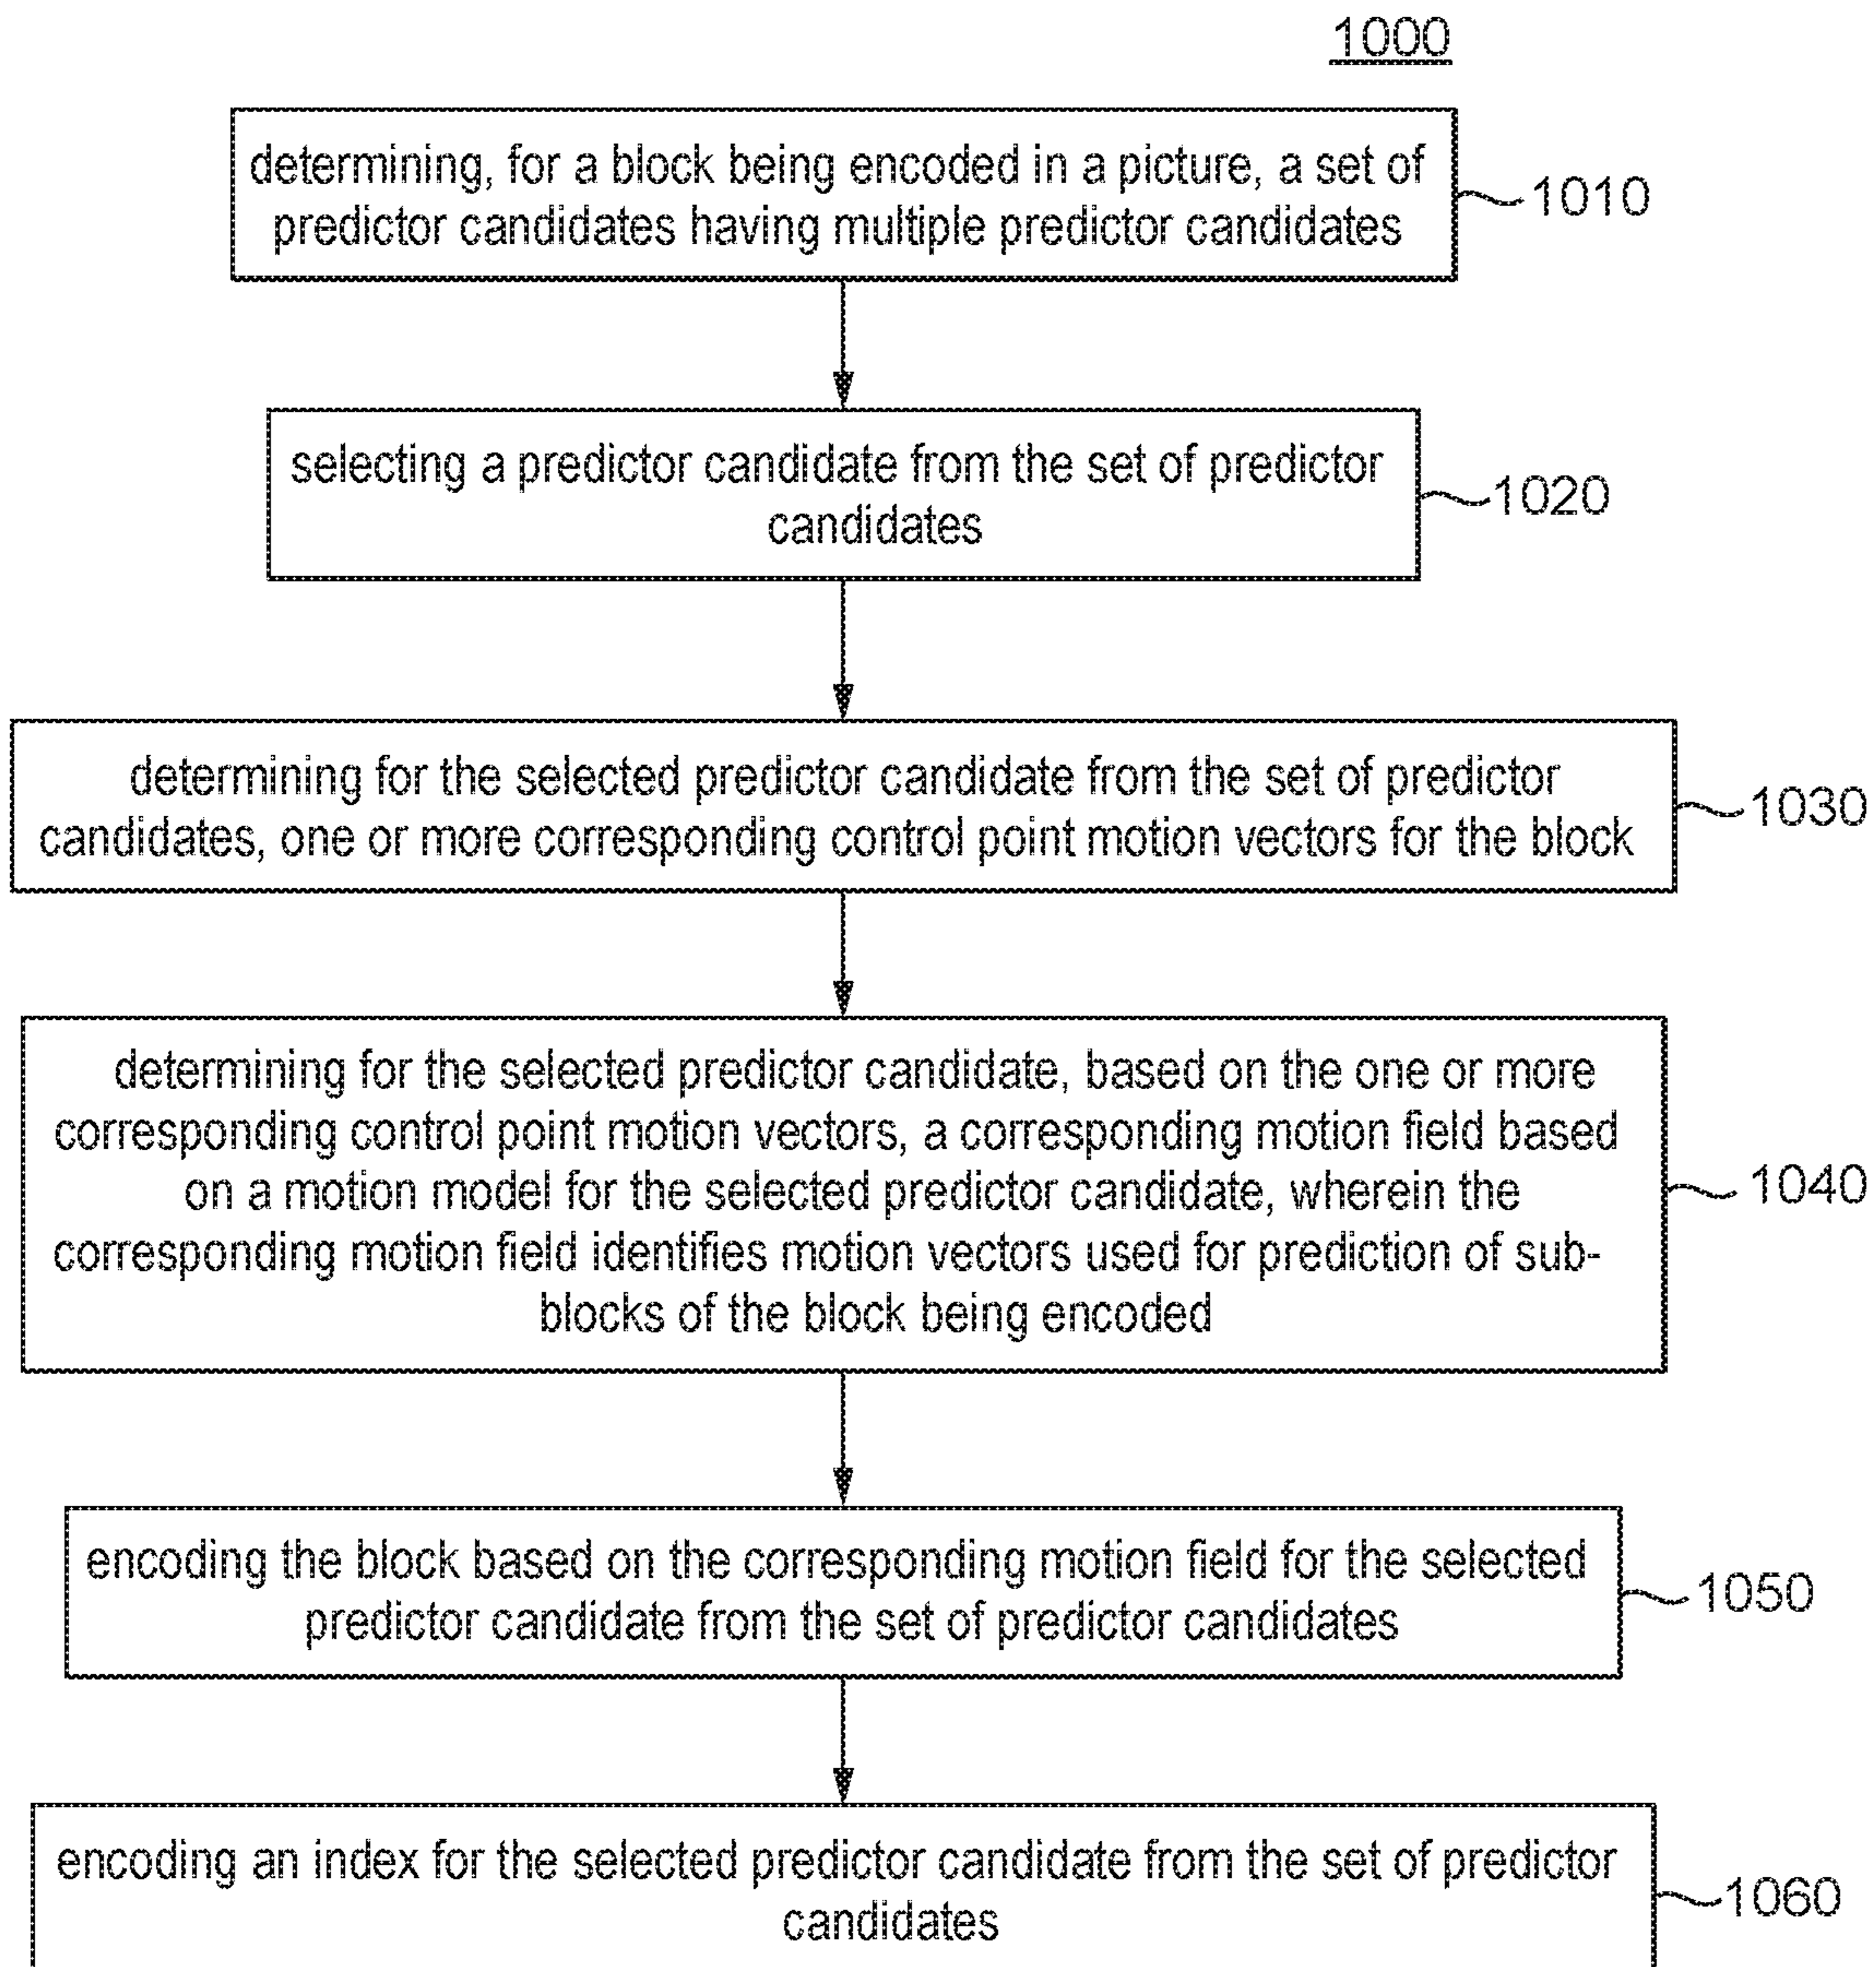 1000
determining, for a block being encoded in a picture, a set of
predictor candidates having multiple predictor candidates
1010
selecting a predictor candidate from the set of predictor
candidates
1020
determining for the selected predictor candidate from the set of predictor
candidates, one or more corresponding control point motion vectors for the block
1030
determining for the selected predictor candidate, based on the one or more
corresponding control point motion vectors, a corresponding motion field based
on a motion model for the selected predictor candidate, wherein the
corresponding motion field identifies motion vectors used for prediction of sub-
blocks of the block being encoded
1040
encoding the block based on the corresponding motion field for the selected
predictor candidate from the set of predictor candidates
1050
encoding an index for the selected predictor candidate from the set of predictor
candidates
1060